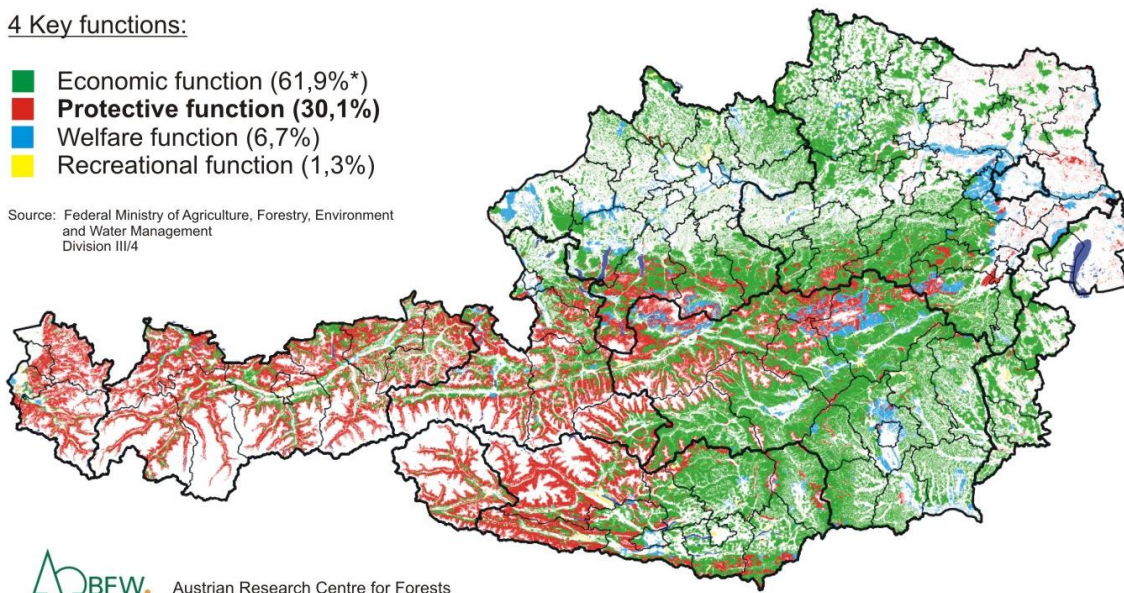 4 Key functions:
Economic function (61,9%*)
Protective function (30,1%)
Welfare function (6,7%)
Recreational function (1,3%)
Source: Federal Ministry of Agriculture, Forestry, Environment
and Water Management
Division III/4
BFW.
Austrian Research Centre for Forests